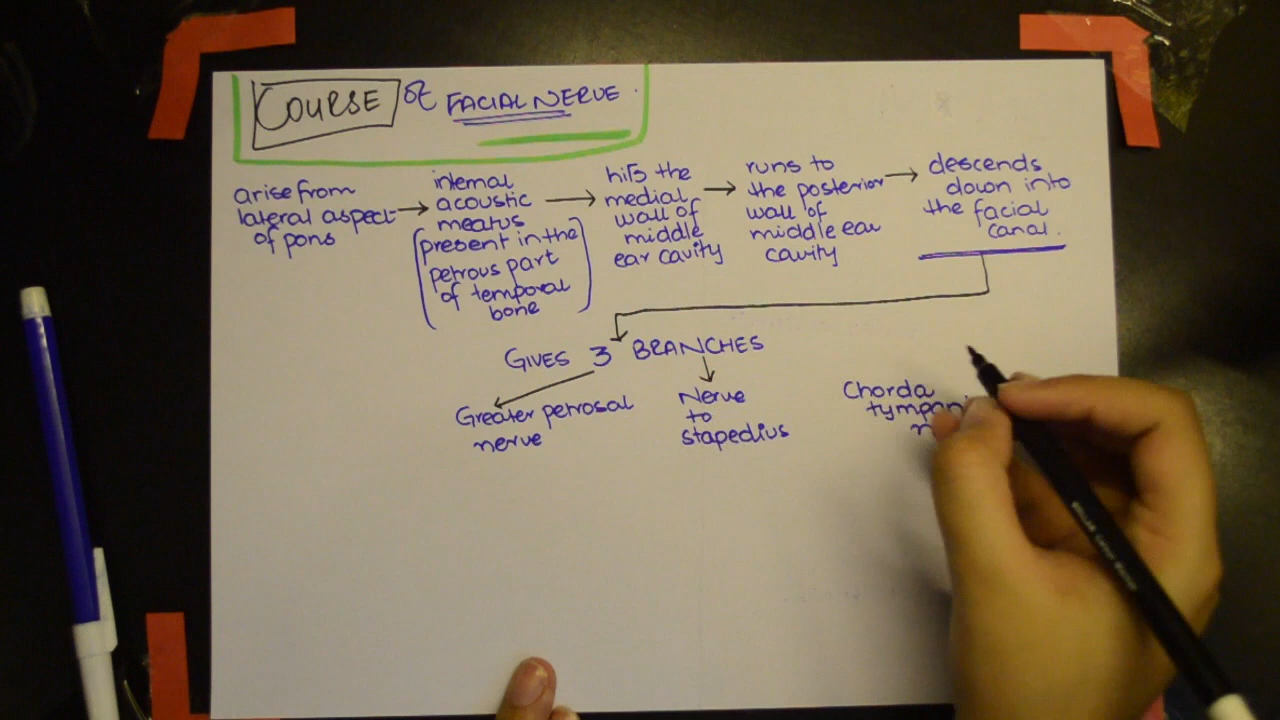 COURSE of FACIAL NERVE.
arise from
lateral aspect
of pons
internal
acoustic
meatus
(present in the
petrous part
of temporal
bone)
hits the
medial
wall of
middle
ear cavity
runs to
the posterior
wall of
middle ear
cavity
descends
down into
the facial
canal.
GIVES 3 BRANCHES
Greater petrosal
nerve
Nerve
to
stapedius
Chorda